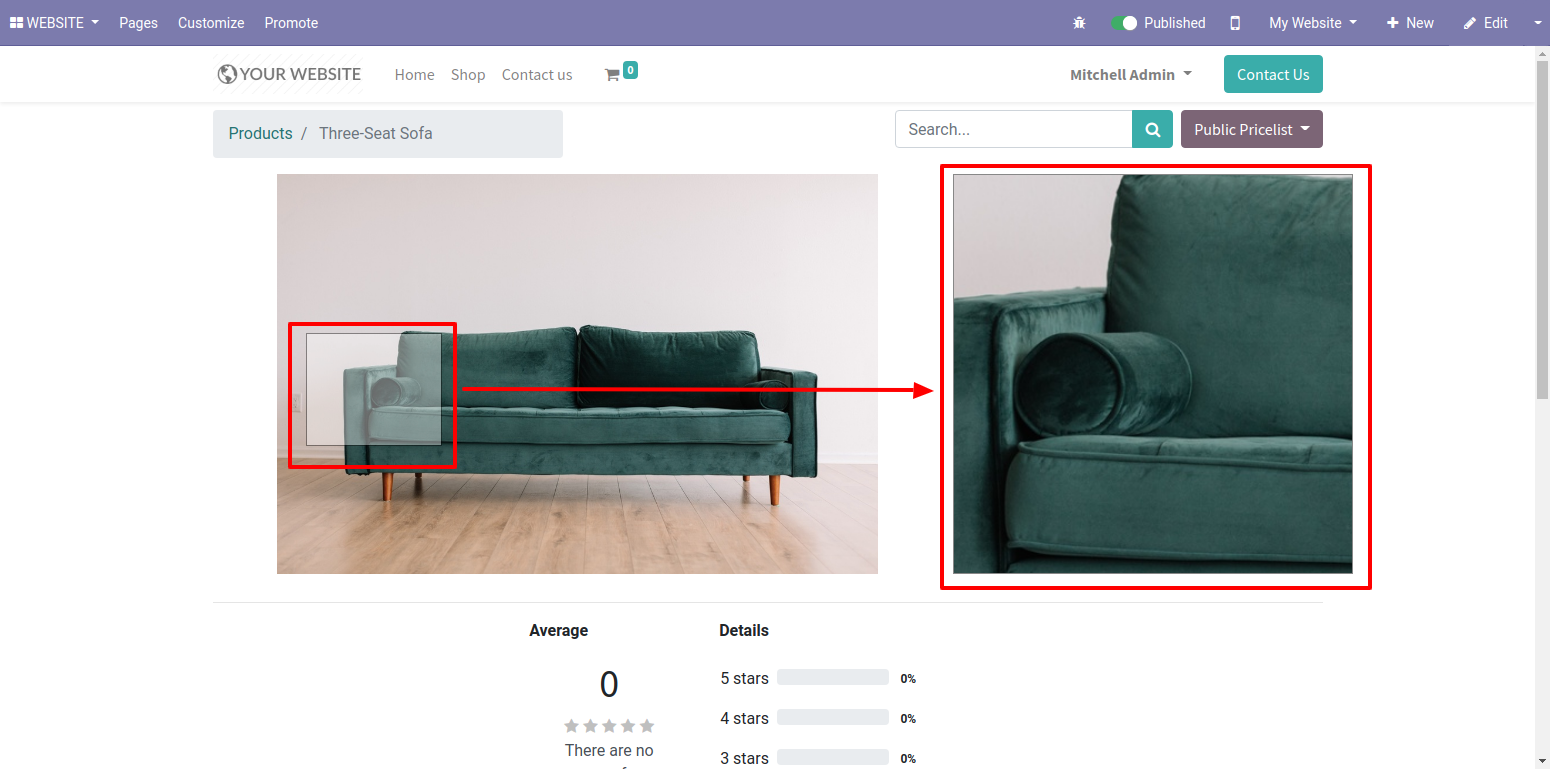 WEBSITE Pages Customize Promote Published My Website New Edit
YOUR WEBSITE Home Shop Contact us 0 Mitchell Admin Contact Us
Products / Three-Seat Sofa Search... Public Pricelist
Average Details
0
5 stars 0%
4 stars 0%
There are no
3 stars 0%